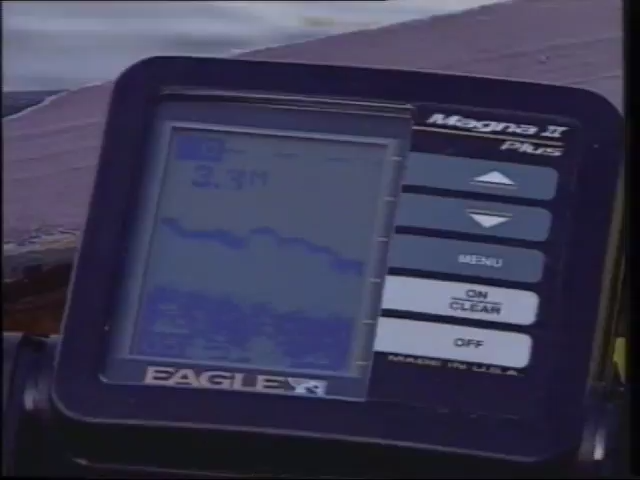 Magna II
Plus
3.3M
MENU
ON
CLEAR
OFF
MADE IN U.S.A.
EAGLE